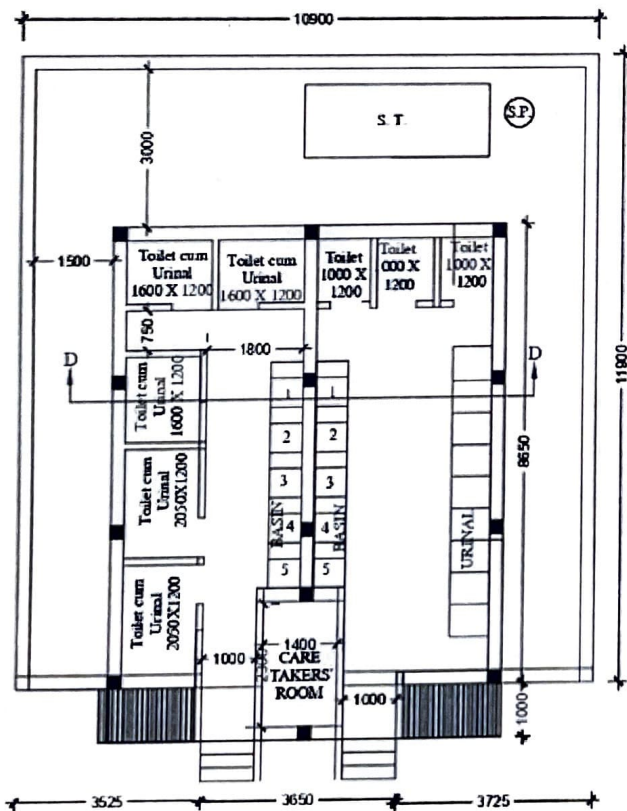 10900
S. T.
S.P.
3000
11900
1500
Toilet cum
Urinal
1600 X 1200
Toilet cum
Urinal
1600 X 1200
Toilet
1000 X
1200
Toilet
000 X
1200
Toilet
1000 X
1200
750
1800
D
D
Toilet cum
Urinal
1600 X 1200
1
2
3
4
5
BASIN
1
2
3
4
5
BASIN
8650
Toilet cum
Urinal
2050X1200
URINAL
Toilet cum
Urinal
2050X1200
1000
1400
CARE
TAKERS'
ROOM
1000
1000
3525
3650
3725